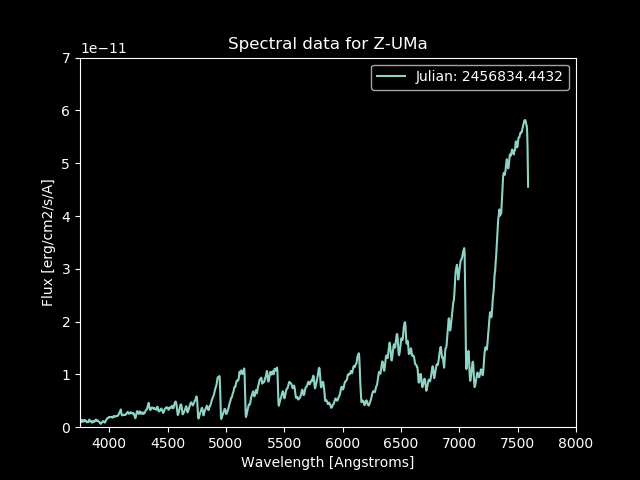 Spectral data for Z-UMa
1e−11
Julian: 2456834.4432
7
6
5
4
3
2
1
0
Flux [erg/cm2/s/A]
4000 4500 5000 5500 6000 6500 7000 7500 8000
Wavelength [Angstroms]